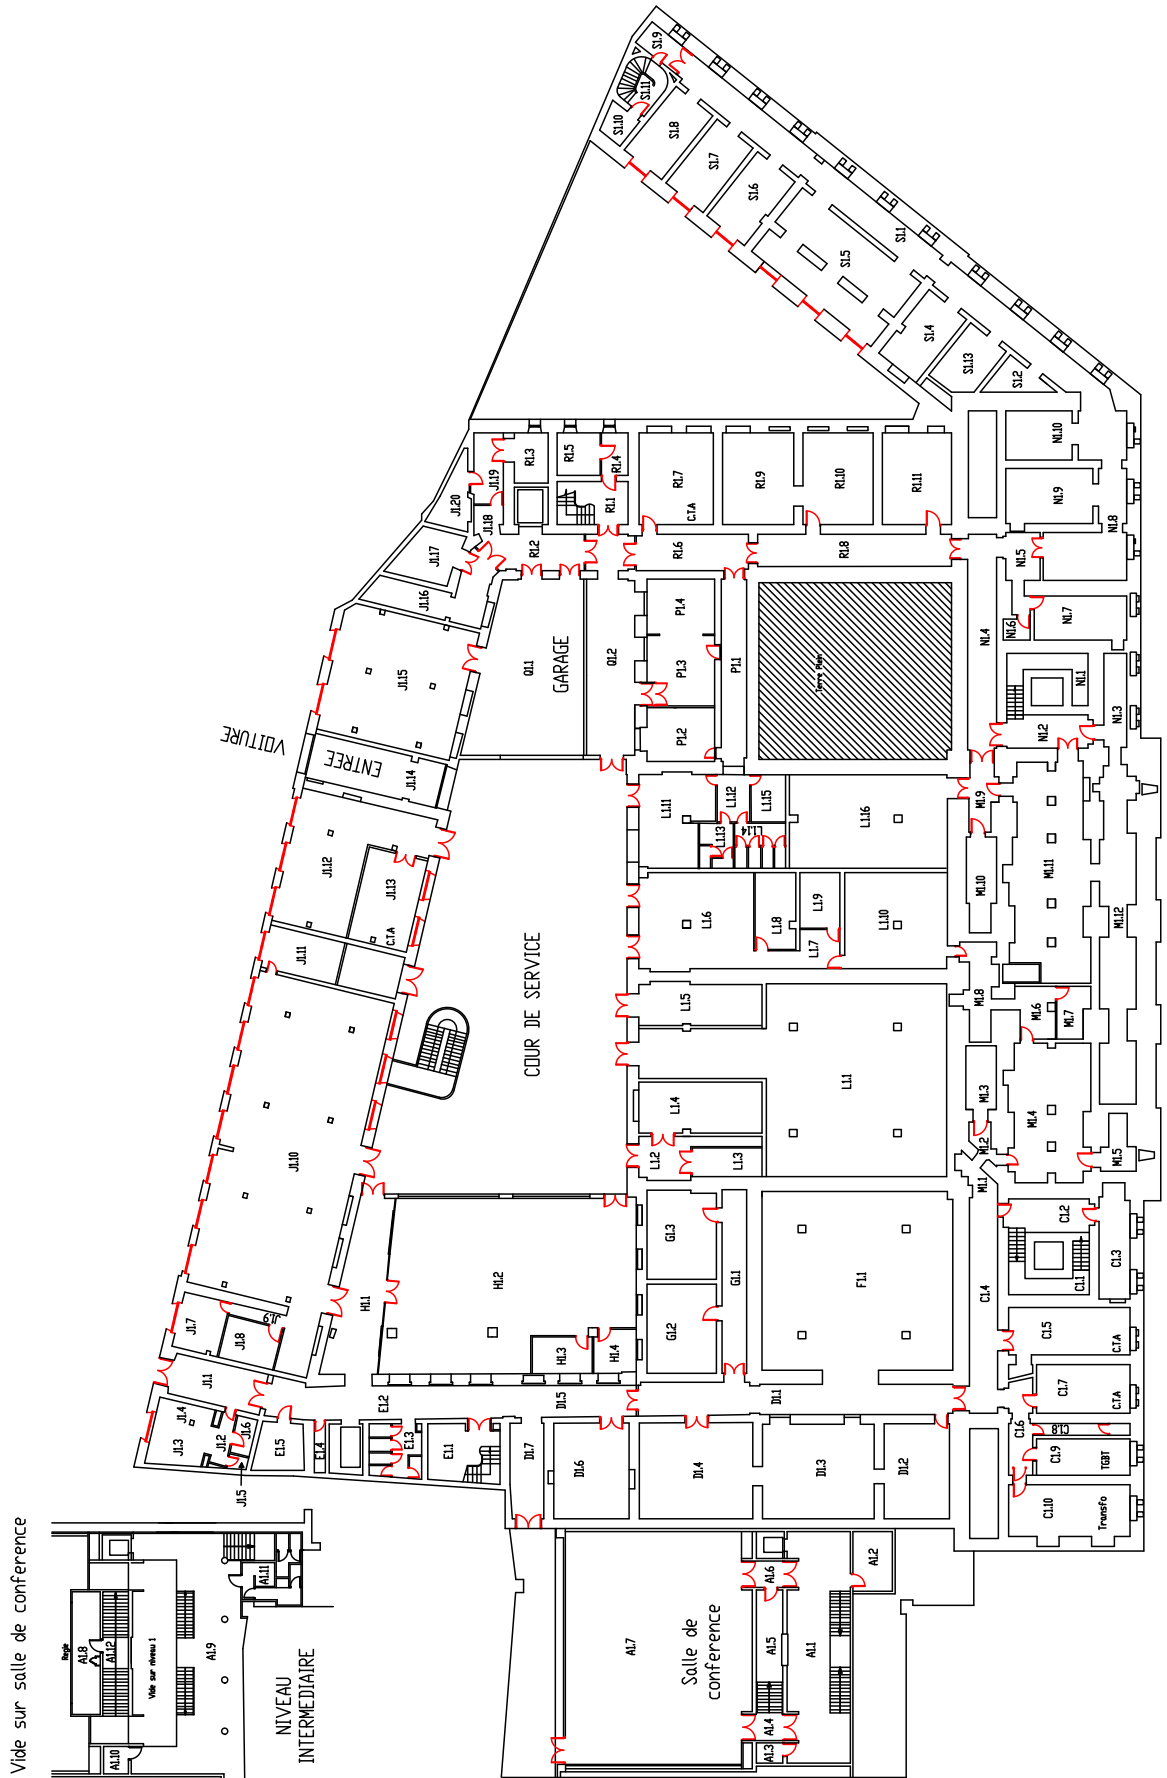 Vide sur salle de conference
Regie
A1.8
A1.12
Vide sur niveau 1
A1.9
A1.10
A1.11
NIVEAU
INTERMEDIAIRE
A1.7
Salle de
conference
A1.6
A1.5
A1.4
A1.3
A1.2
A1.1
J1.1
J1.2
J1.3
J1.4
J1.5
J1.6
J1.7
J1.8
J1.9
J1.10
J1.11
J1.12
J1.13
C.T.A
J1.14
ENTREE
VOITURE
J1.15
J1.16
J1.17
J1.18
J1.19
J1.20
E1.1
E1.2
E1.3
E1.4
E1.5
H1.1
H1.2
H1.3
H1.4
COUR DE SERVICE
GARAGE
Q1.1
Q1.2
R1.1
R1.2
R1.3
R1.4
R1.5
R1.6
R1.7
C.T.A
R1.8
R1.9
R1.10
R1.11
P1.1
P1.2
P1.3
P1.4
Terre Plein
D1.1
D1.2
D1.3
D1.4
D1.5
D1.6
D1.7
G1.1
G1.2
G1.3
F1.1
L1.1
L1.2
L1.3
L1.4
L1.5
L1.6
L1.7
L1.8
L1.9
L1.10
L1.11
L1.12
L1.13
L1.14
L1.15
L1.16
C1.1
C1.2
C1.3
C1.4
C1.5
C.T.A
C1.6
C1.7
C.T.A
C1.8
C1.9
TGBT
C1.10
Transfo
M1.1
M1.2
M1.3
M1.4
M1.5
M1.6
M1.7
M1.8
M1.9
M1.10
M1.11
M1.12
N1.1
N1.2
N1.3
N1.4
N1.5
N1.6
N1.7
N1.8
N1.9
N1.10
S1.1
S1.2
S1.13
S1.4
S1.5
S1.6
S1.7
S1.8
S1.9
S1.10
S1.11